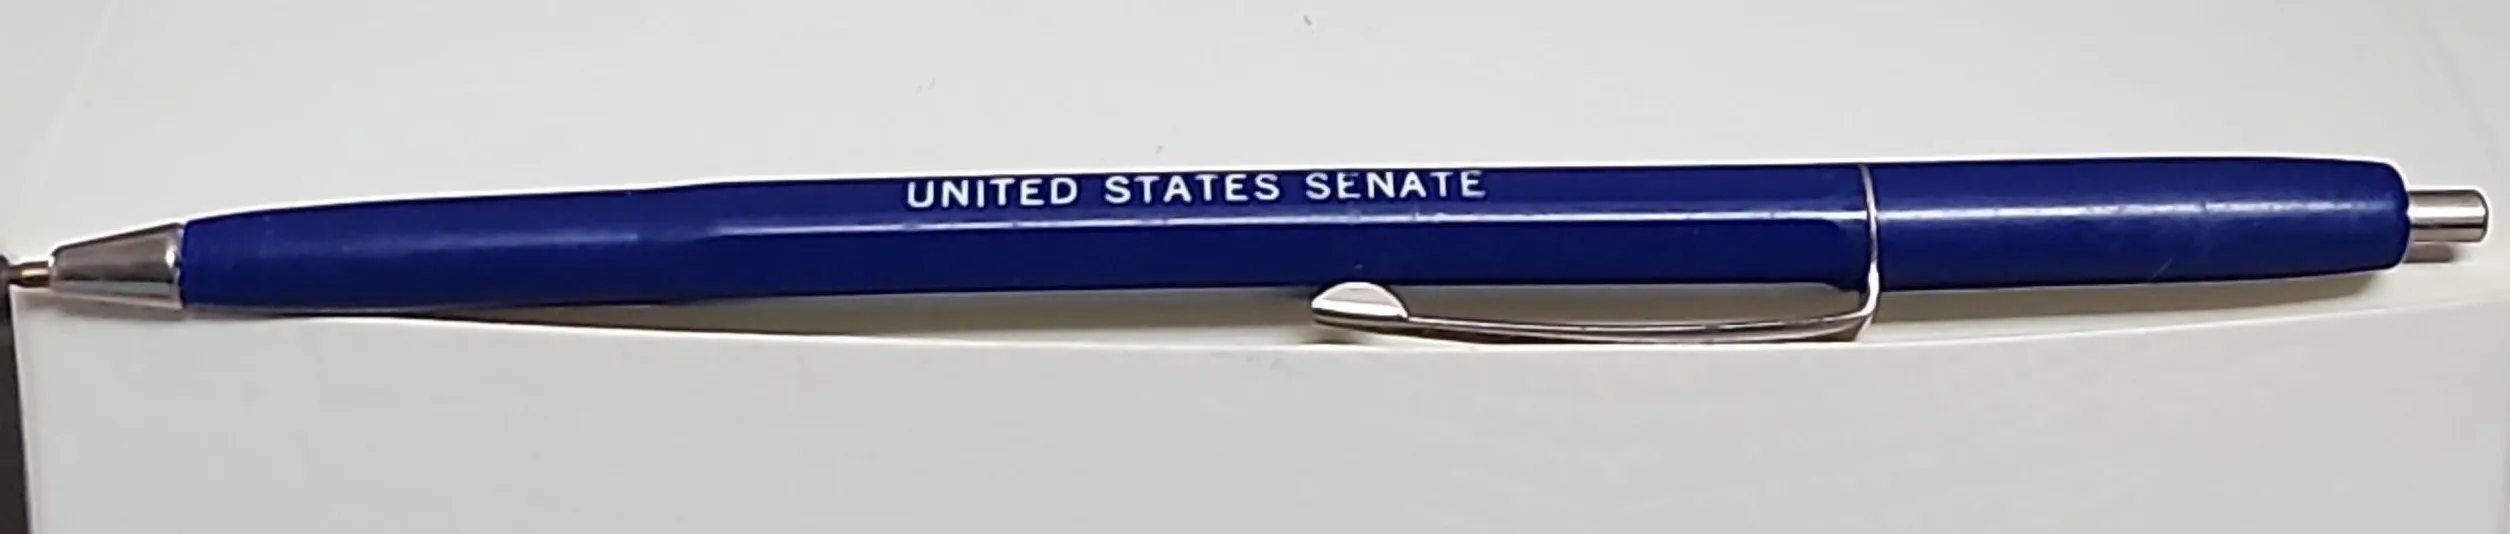 UNITED STATES SENATE